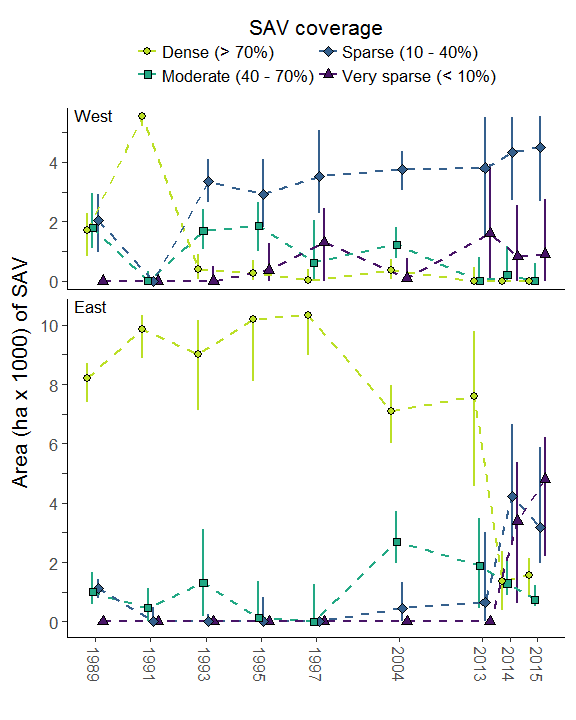 SAV coverage
Dense (> 70%) Sparse (10 - 40%)
Moderate (40 - 70%) Very sparse (< 10%)
West
4
2
0
East
10
8
6
4
2
0
Area (ha x 1000) of SAV
1989 1991 1993 1995 1997 2004 2013 2014 2015